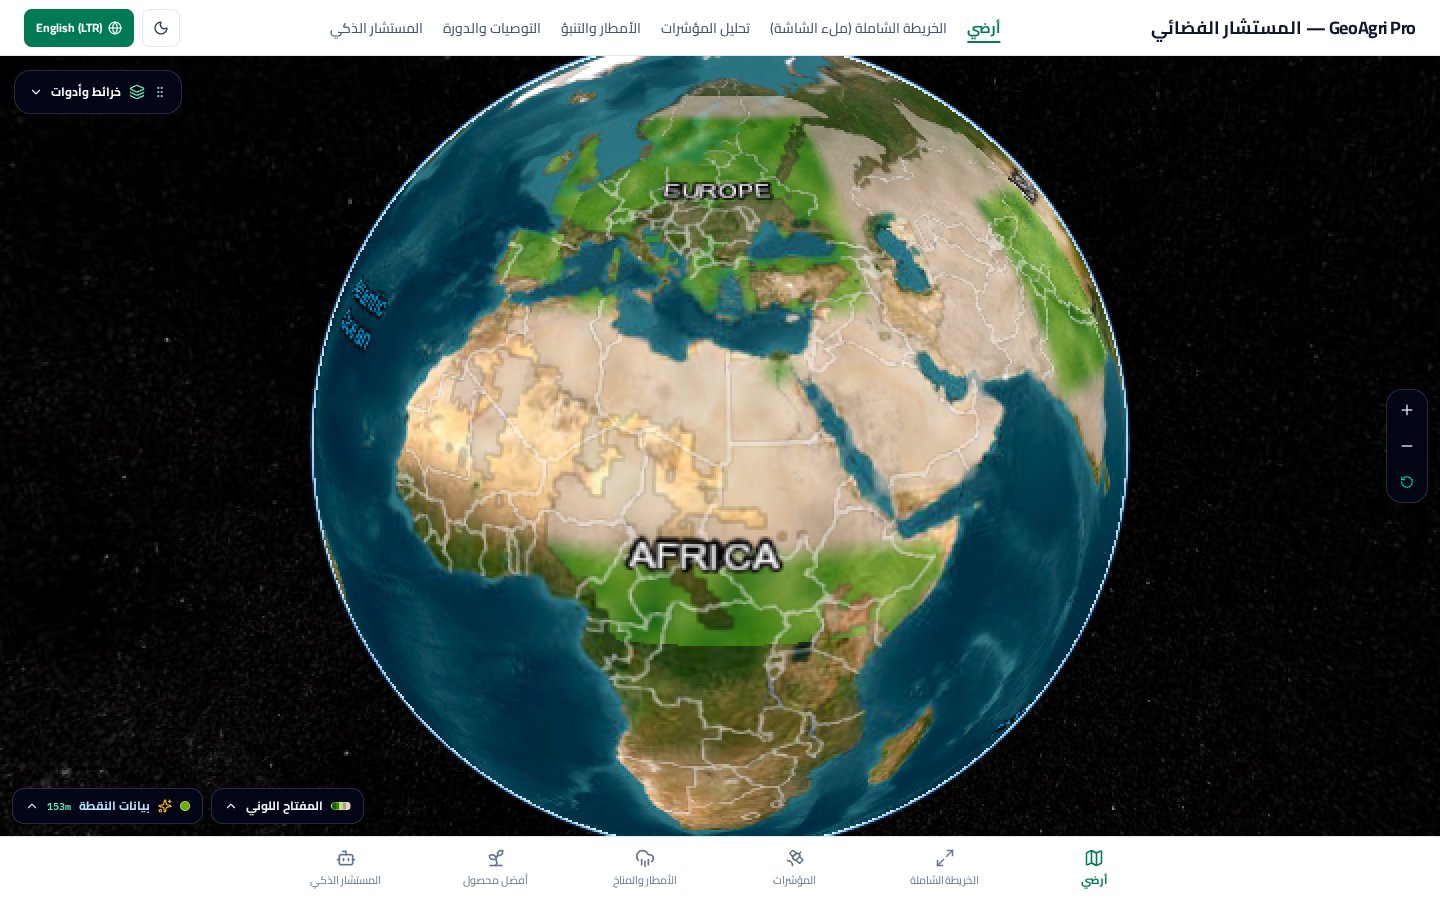 GeoAgri Pro — المستشار الفضائي
أرضي
الخريطة الشاملة (ملء الشاشة)
تحليل المؤشرات
الأمطار والتنبؤ
التوصيات والدورة
المستشار الذكي
English (LTR)
خرائط وأدوات
EUROPE
AFRICA
المفتاح اللوني
بيانات النقطة 153m
أرضي
الخريطة الشاملة
المؤشرات
الأمطار والمناخ
أفضل محصول
المستشار الذكي